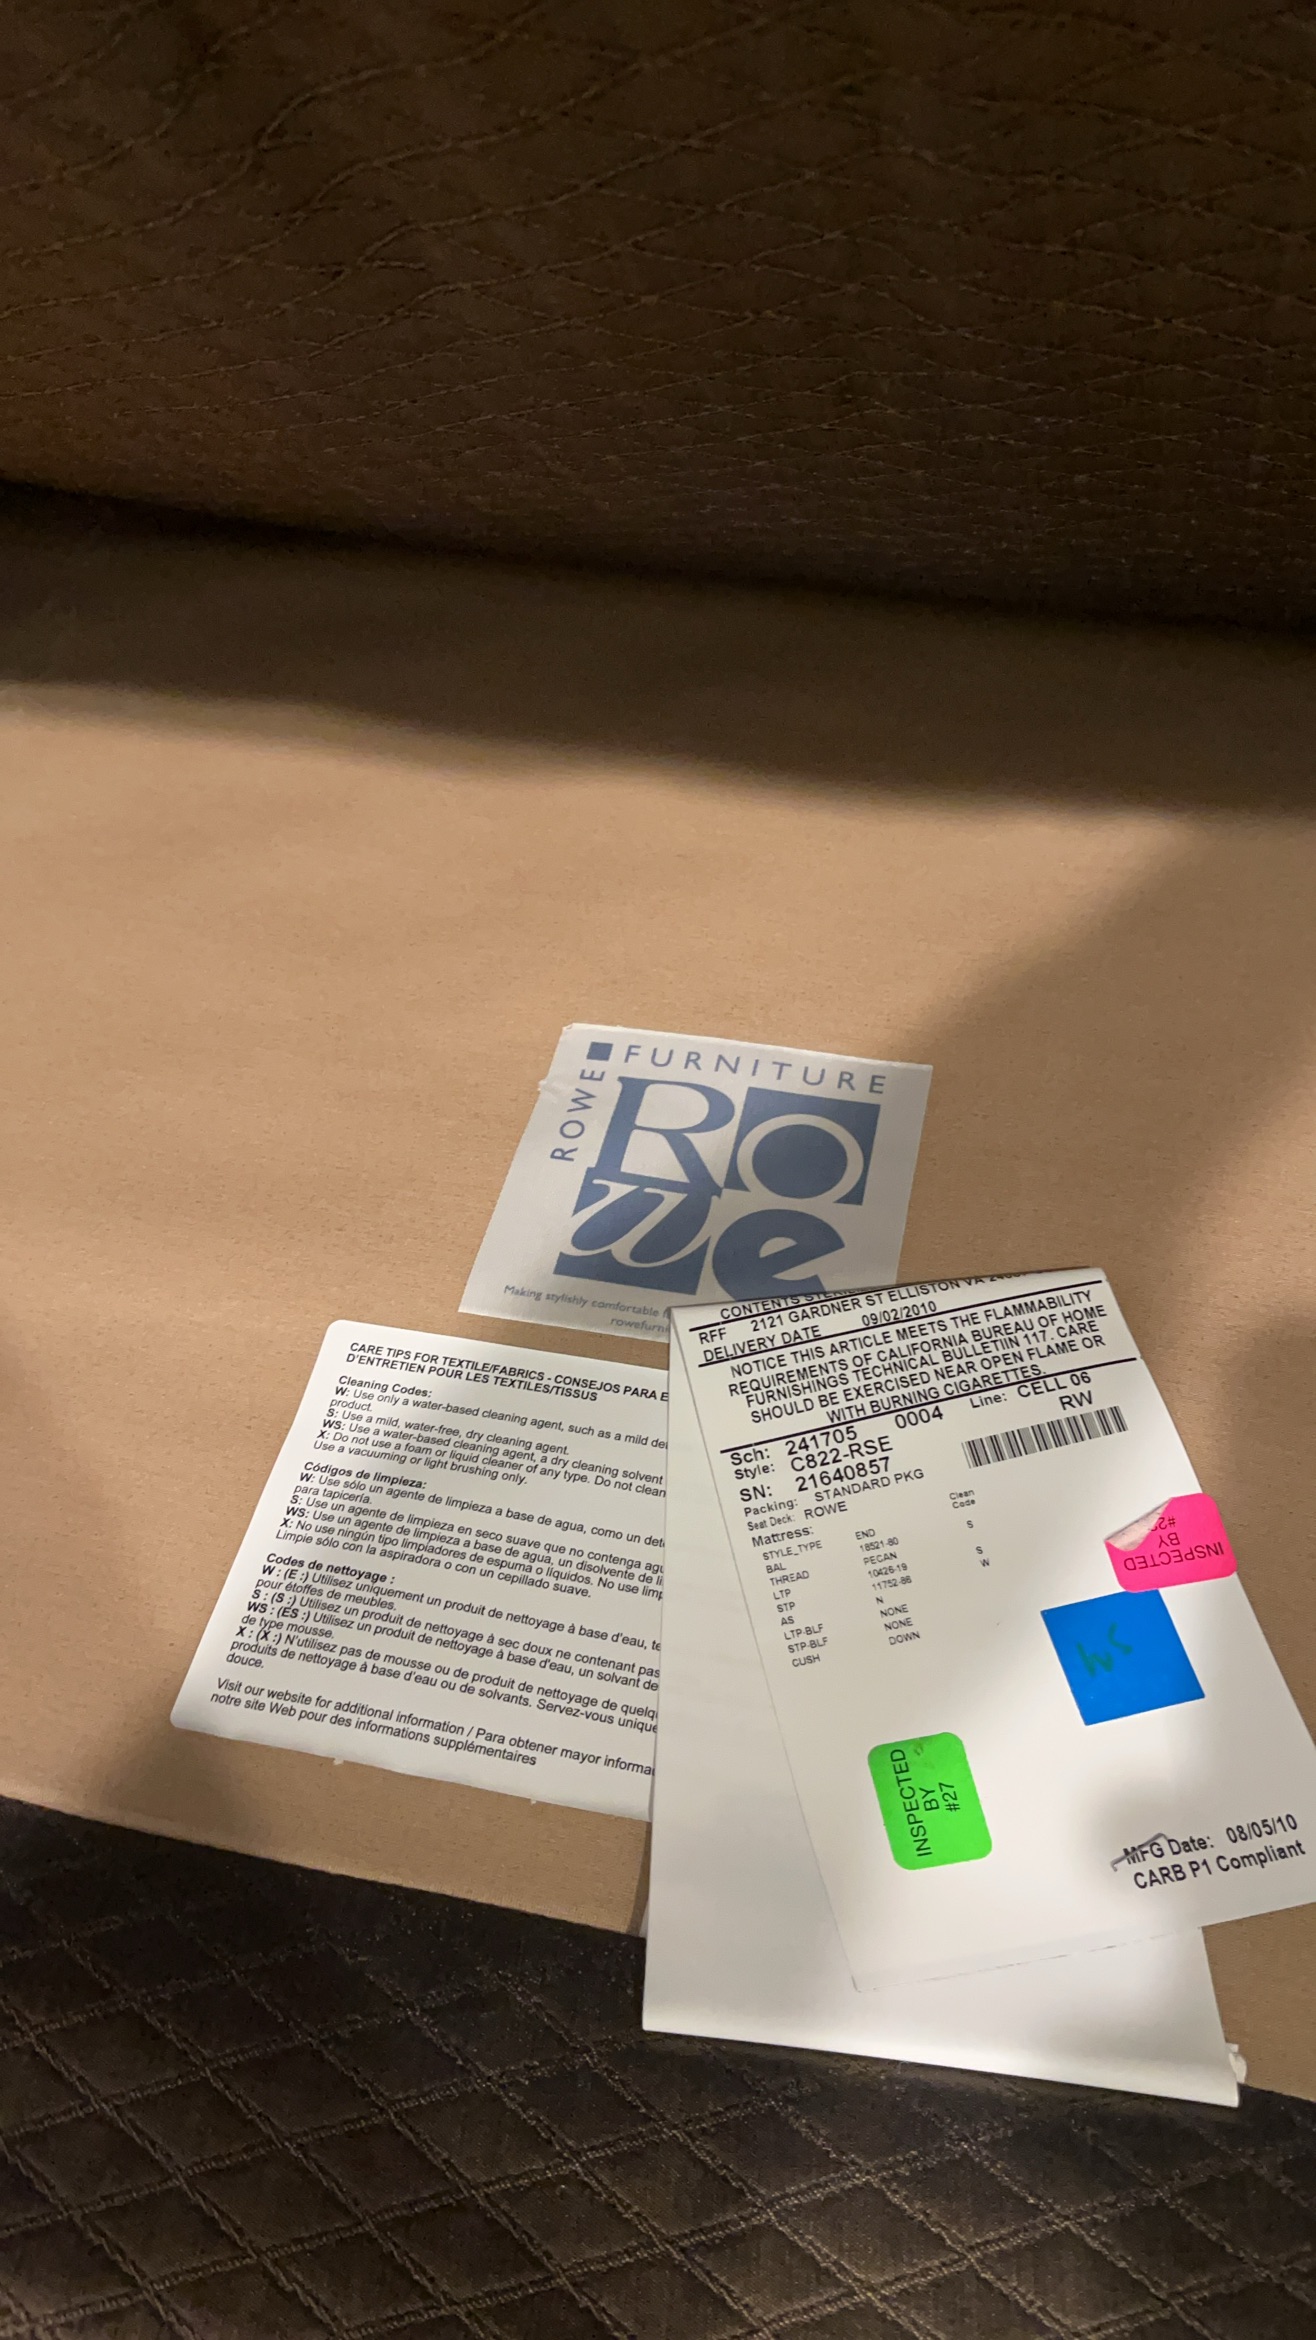 ROWE FURNITURE
Rowe
Making stylishly comfortable
CARE TIPS FOR TEXTILE/FABRICS - CONSEJOS PARA
D'ENTRETIEN POUR LES TEXTILES/TISSUS
Cleaning Codes:
W: Use only a water-based cleaning agent, such as a mild
product.
S: Use a mild, water-free, dry cleaning agent.
WS: Use a water-based cleaning agent, a dry cleaning solvent
X: Do not use a foam or liquid cleaner of any type. Do not clean
Use a vacuuming or light brushing only.
Códigos de limpieza:
W: Use sólo un agente de limpieza a base de agua, como un
para tapicería.
S: Use un agente de limpieza en seco suave que no contenga
WS: Use un agente de limpieza a base de agua, un disolvente de
X: No use ningún tipo limpiadores de espuma o líquidos. No use
Limpie sólo con la aspiradora o con un cepillado suave.
Codes de nettoyage :
W : (E :) Utilisez uniquement un produit de nettoyage à base d'eau,
pour étoffes de meubles.
S : (S :) Utilisez un produit de nettoyage à sec doux ne contenant pas
WS : (ES :) Utilisez un produit de nettoyage à base d'eau, un solvant de
de type mousse.
X : (X :) N'utilisez pas de mousse ou de produit de nettoyage de
produits de nettoyage à base d'eau ou de solvants. Servez-vous
douce.
Visit our website for additional information / Para obtener mayor
notre site Web pour des informations supplémentaires
CONTENTS
RFF 2121 GARDNER ST ELLISTON VA
DELIVERY DATE 09/02/2010
NOTICE THIS ARTICLE MEETS THE FLAMMABILITY
REQUIREMENTS OF CALIFORNIA BUREAU OF HOME
FURNISHINGS TECHNICAL BULLETIIN 117. CARE
SHOULD BE EXERCISED NEAR OPEN FLAME OR
WITH BURNING CIGARETTES.
Sch: 241705 0004 Line: CELL 06
Style: C822-RSE RW
SN: 21640857
Packing: STANDARD PKG
Seat Deck: ROWE
Mattress: Clean Code
STYLE_TYPE END
BAL 18521-80 S
THREAD PECAN
LTP 10426-19 S
STP 11752-86 W
AS N
LTP-BLF NONE
STP-BLF NONE
CUSH DOWN
INSPECTED
BY
WS
INSPECTED
BY
#27
MFG Date: 08/05/10
CARB P1 Compliant